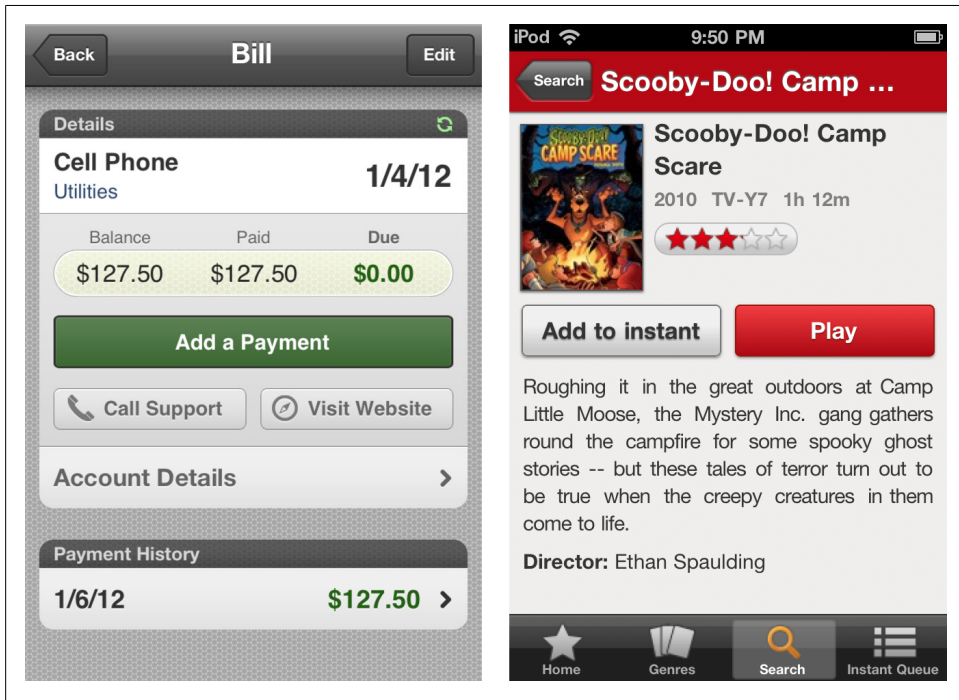 Back
Bill
Edit
Details
Cell Phone
1/4/12
Utilities
Balance Paid Due
$127.50 $127.50 $0.00
Add a Payment
Call Support
Visit Website
Account Details
Payment History
1/6/12 $127.50
iPod 9:50 PM
Search
Scooby-Doo! Camp ...
SCOOBY-DOO!
CAMP SCARE
Scooby-Doo! Camp
Scare
2010 TV-Y7 1h 12m
Add to instant
Play
Roughing it in the great outdoors at Camp
Little Moose, the Mystery Inc. gang gathers
round the campfire for some spooky ghost
stories -- but these tales of terror turn out to
be true when the creepy creatures in them
come to life.
Director: Ethan Spaulding
Home
Genres
Search
Instant Queue